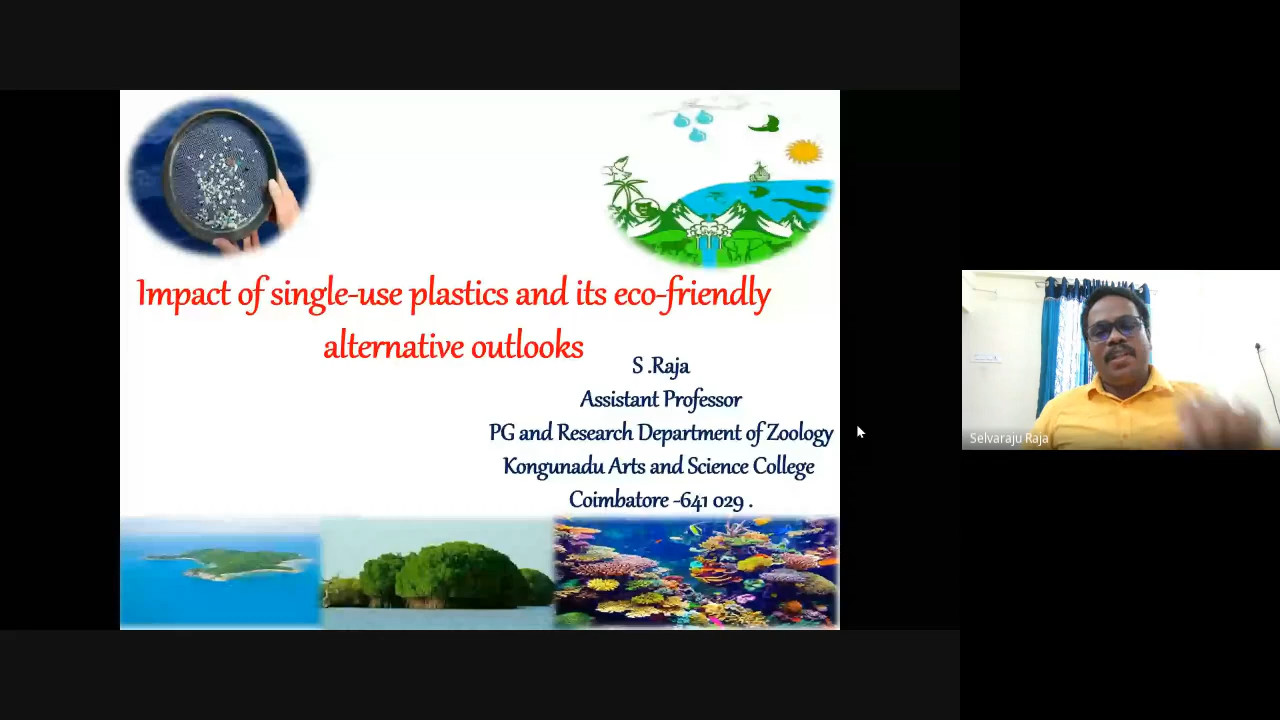 Impact of single-use plastics and its eco-friendly
alternative outlooks
S .Raja
Assistant Professor
PG and Research Department of Zoology
Kongunadu Arts and Science College
Coimbatore -641 029 .
Selvaraju Raja